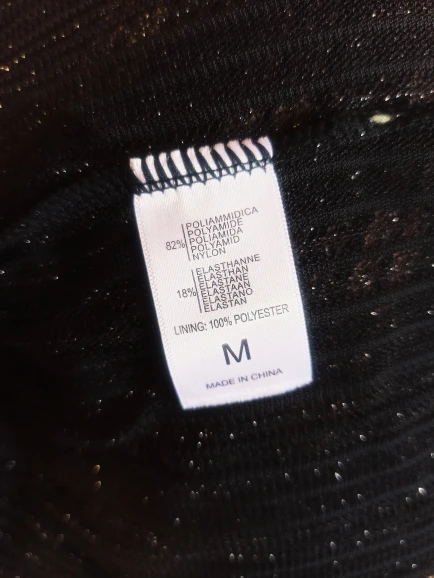 82% POLIAMMIDICA
POLYAMIDE
POLIAMIDA
POLYAMID
NYLON
18% ELASTHANNE
ELASTHAN
ELASTANE
ELASTAAN
ELASTANO
ELASTAN
LINING: 100% POLYESTER
M
MADE IN CHINA